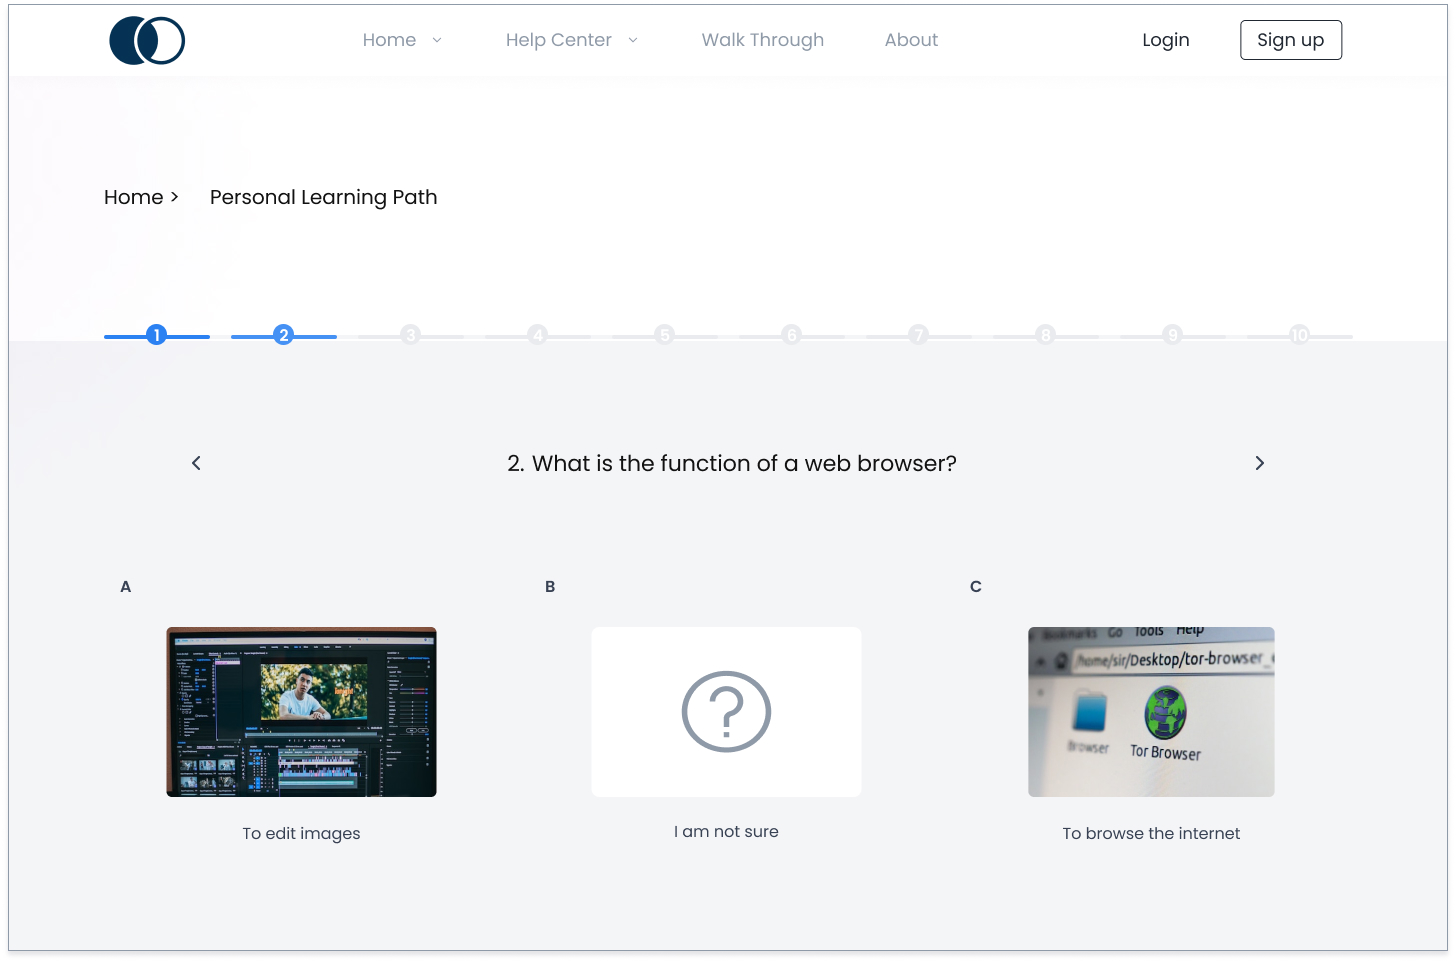 Home
Help Center
Walk Through
About
Login
Sign up
Home >
Personal Learning Path
1
2
3
4
5
6
7
8
9
10
2. What is the function of a web browser?
A
B
C
Bookmarks Go Tools Help
/home/sir/Desktop/tor-browser_
Browser
Tor Browser
?
To edit images
I am not sure
To browse the internet